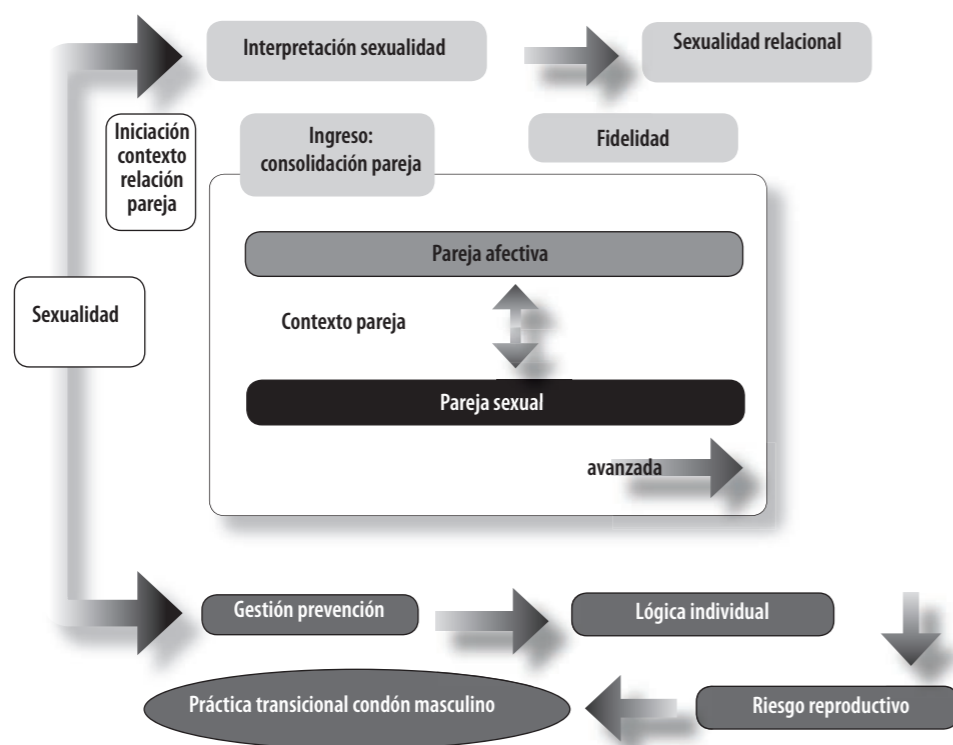 Interpretación sexualidad
Sexualidad relacional
Iniciación
contexto
relación
pareja
Ingreso:
consolidación pareja
Fidelidad
Pareja afectiva
Sexualidad
Contexto pareja
Pareja sexual
avanzada
Gestión prevención
Lógica individual
Práctica transicional condón masculino
Riesgo reproductivo